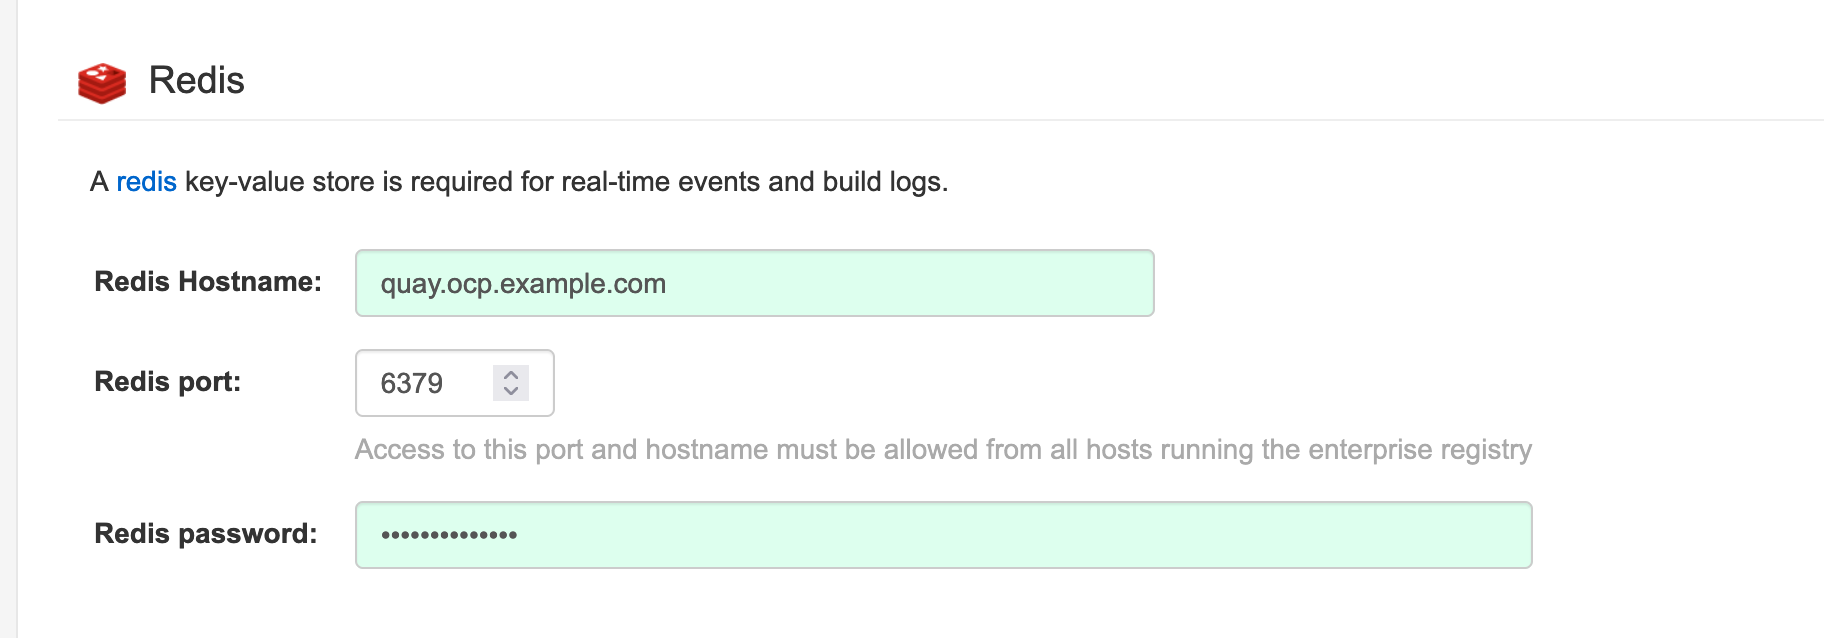 Redis
A redis key-value store is required for real-time events and build logs.
Redis Hostname: quay.ocp.example.com
Redis port: 6379
Access to this port and hostname must be allowed from all hosts running the enterprise registry
Redis password: ••••••••••••••